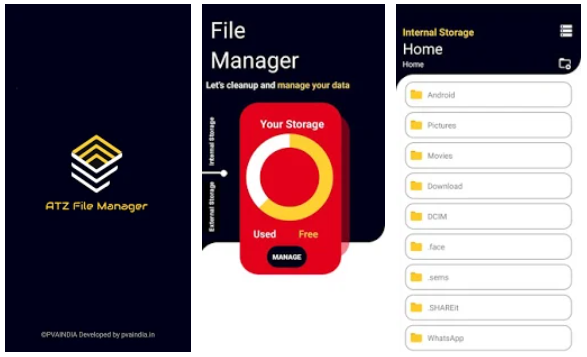 ATZ File Manager
©PVAINDIA Developed by pvaindia.in
File
Manager
Let's cleanup and manage your data
Your Storage
Internal Storage
External Storage
Used
Free
MANAGE
Internal Storage
Home
Home
Android
Pictures
Movies
Download
DCIM
.face
.sems
.SHAREit
WhatsApp